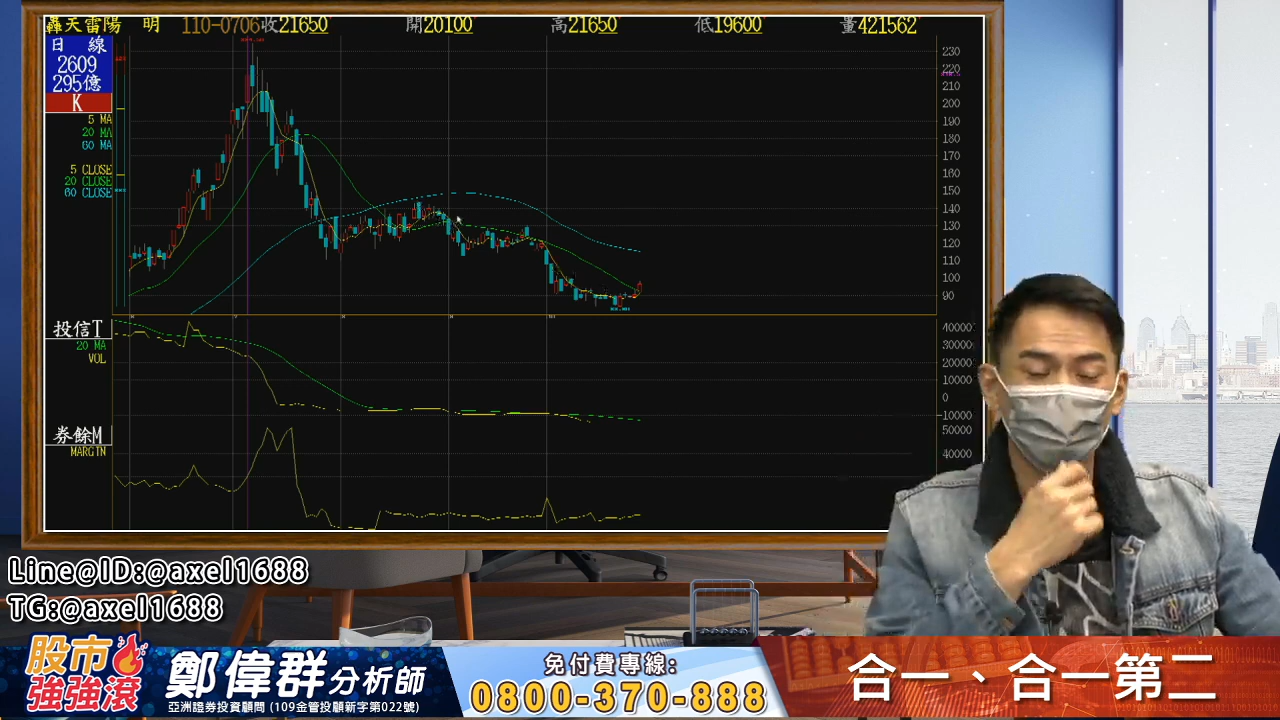 轟天雷陽 明 110-0706收21650 開20100 高21650 低19600 量421562
日 線
2609
295億
K
5 MA
20 MA
60 MA
5 CLOSE
20 CLOSE
60 CLOSE
230
220
210
200
190
180
170
160
150
140
130
120
110
100
90
投信T
20 MA
VOL
40000
30000
20000
10000
0
-10000
券餘M
MARGIN
50000
40000
Line@ID:@axel1688
TG:@axel1688
股市
強強滾
鄭偉群分析師
亞洲證券投資顧問 (109金管投顧新字第022號)
免付費專線:
0800-370-888
合一、合一第二